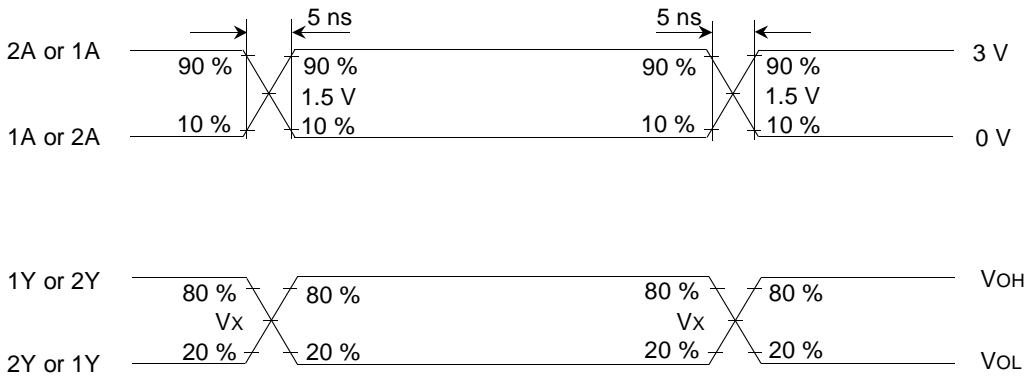 5 ns 5 ns
2A or 1A 3 V
90 % 90 % 90 % 90 %
1.5 V 1.5 V
10 % 10 % 10 % 10 %
1A or 2A 0 V
1Y or 2Y VOH
80 % 80 % 80 % 80 %
VX VX
20 % 20 % 20 % 20 %
2Y or 1Y VOL